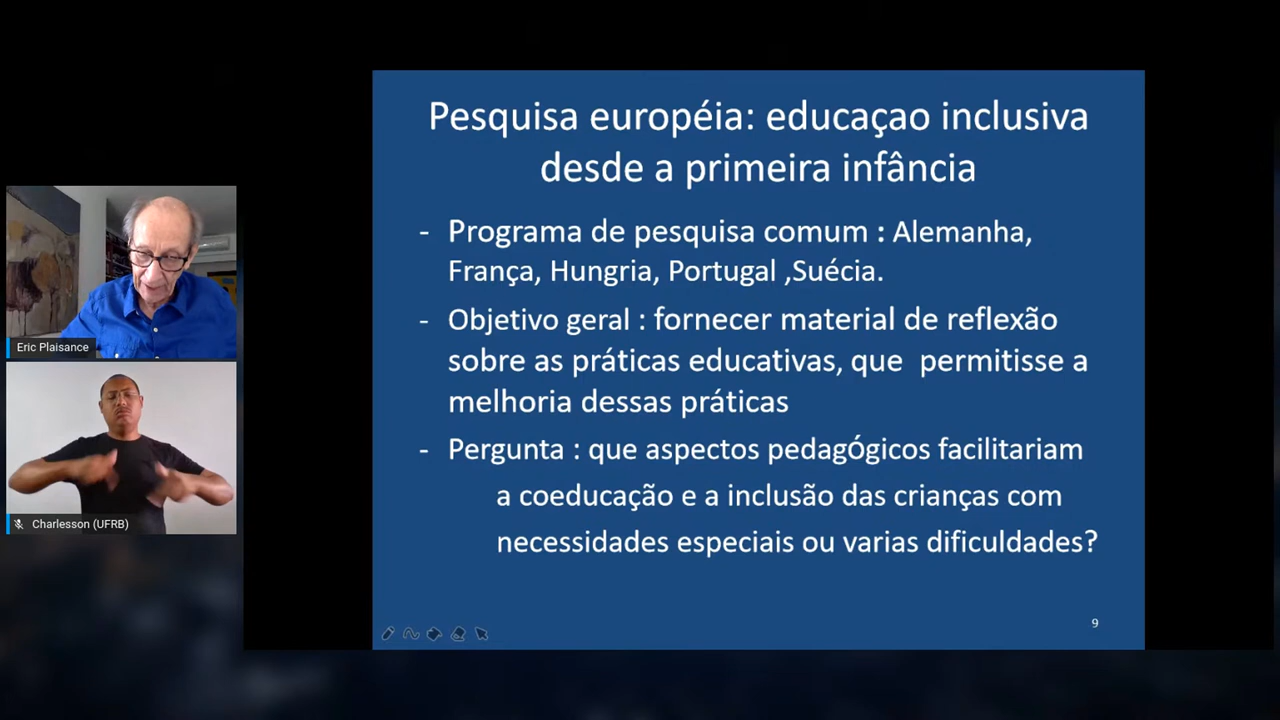 Pesquisa européia: educaçao inclusiva
desde a primeira infância
- Programa de pesquisa comum : Alemanha,
França, Hungria, Portugal ,Suécia.
- Objetivo geral : fornecer material de reflexão
sobre as práticas educativas, que permitisse a
melhoria dessas práticas
- Pergunta : que aspectos pedagÓgicos facilitariam
a coeducação e a inclusão das crianças com
necessidades especiais ou varias dificuldades?
9
Eric Plaisance
Charlesson (UFRB)